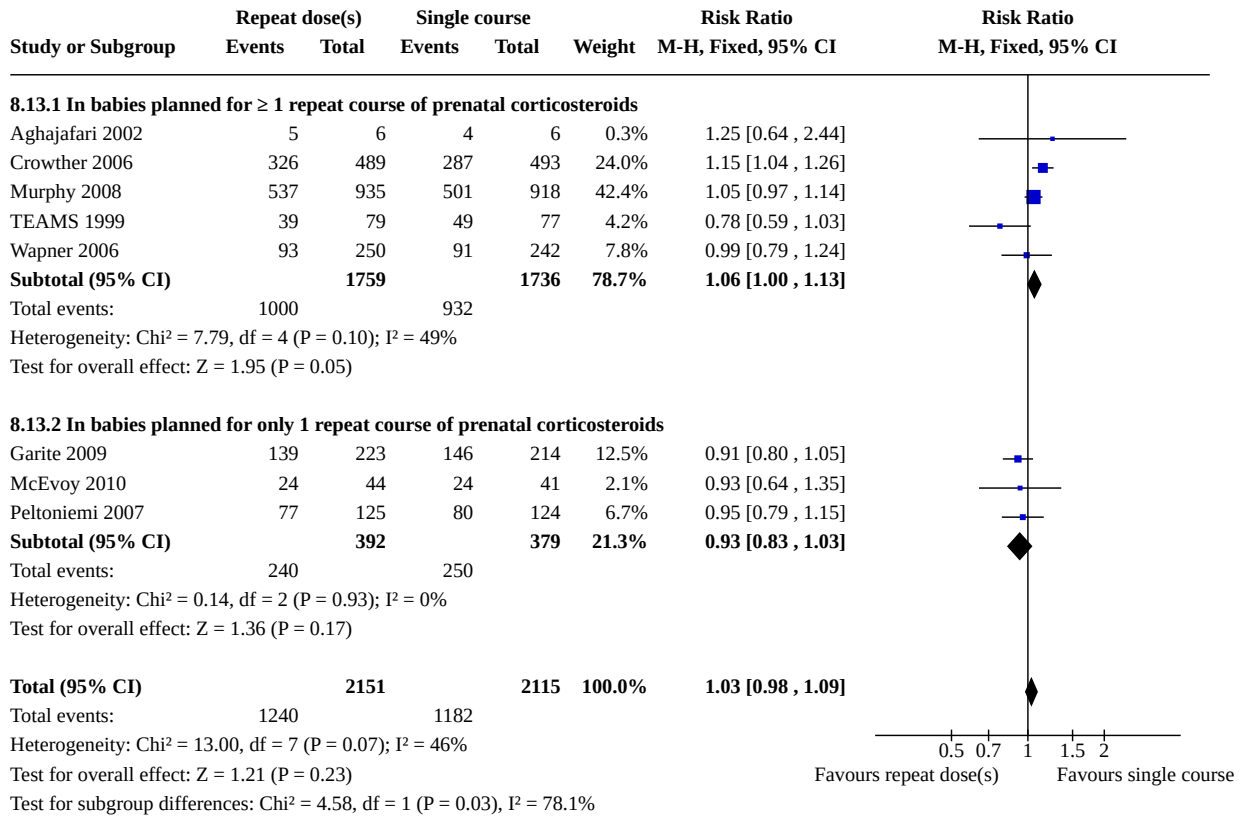 Repeat dose(s) Single course Risk Ratio Risk Ratio
Study or Subgroup Events Total Events Total Weight M-H, Fixed, 95% CI M-H, Fixed, 95% CI
8.13.1 In babies planned for ≥ 1 repeat course of prenatal corticosteroids
Aghajafari 2002 5 6 4 6 0.3% 1.25 [0.64 , 2.44]
Crowther 2006 326 489 287 493 24.0% 1.15 [1.04 , 1.26]
Murphy 2008 537 935 501 918 42.4% 1.05 [0.97 , 1.14]
TEAMS 1999 39 79 49 77 4.2% 0.78 [0.59 , 1.03]
Wapner 2006 93 250 91 242 7.8% 0.99 [0.79 , 1.24]
Subtotal (95% CI) 1759 1736 78.7% 1.06 [1.00 , 1.13]
Total events: 1000 932
Heterogeneity: Chi² = 7.79, df = 4 (P = 0.10); I² = 49%
Test for overall effect: Z = 1.95 (P = 0.05)
8.13.2 In babies planned for only 1 repeat course of prenatal corticosteroids
Garite 2009 139 223 146 214 12.5% 0.91 [0.80 , 1.05]
McEvoy 2010 24 44 24 41 2.1% 0.93 [0.64 , 1.35]
Peltoniemi 2007 77 125 80 124 6.7% 0.95 [0.79 , 1.15]
Subtotal (95% CI) 392 379 21.3% 0.93 [0.83 , 1.03]
Total events: 240 250
Heterogeneity: Chi² = 0.14, df = 2 (P = 0.93); I² = 0%
Test for overall effect: Z = 1.36 (P = 0.17)
Total (95% CI) 2151 2115 100.0% 1.03 [0.98 , 1.09]
Total events: 1240 1182
Heterogeneity: Chi² = 13.00, df = 7 (P = 0.07); I² = 46%
0.5 0.7 1 1.5 2
Test for overall effect: Z = 1.21 (P = 0.23) Favours repeat dose(s) Favours single course
Test for subgroup differences: Chi² = 4.58, df = 1 (P = 0.03), I² = 78.1%